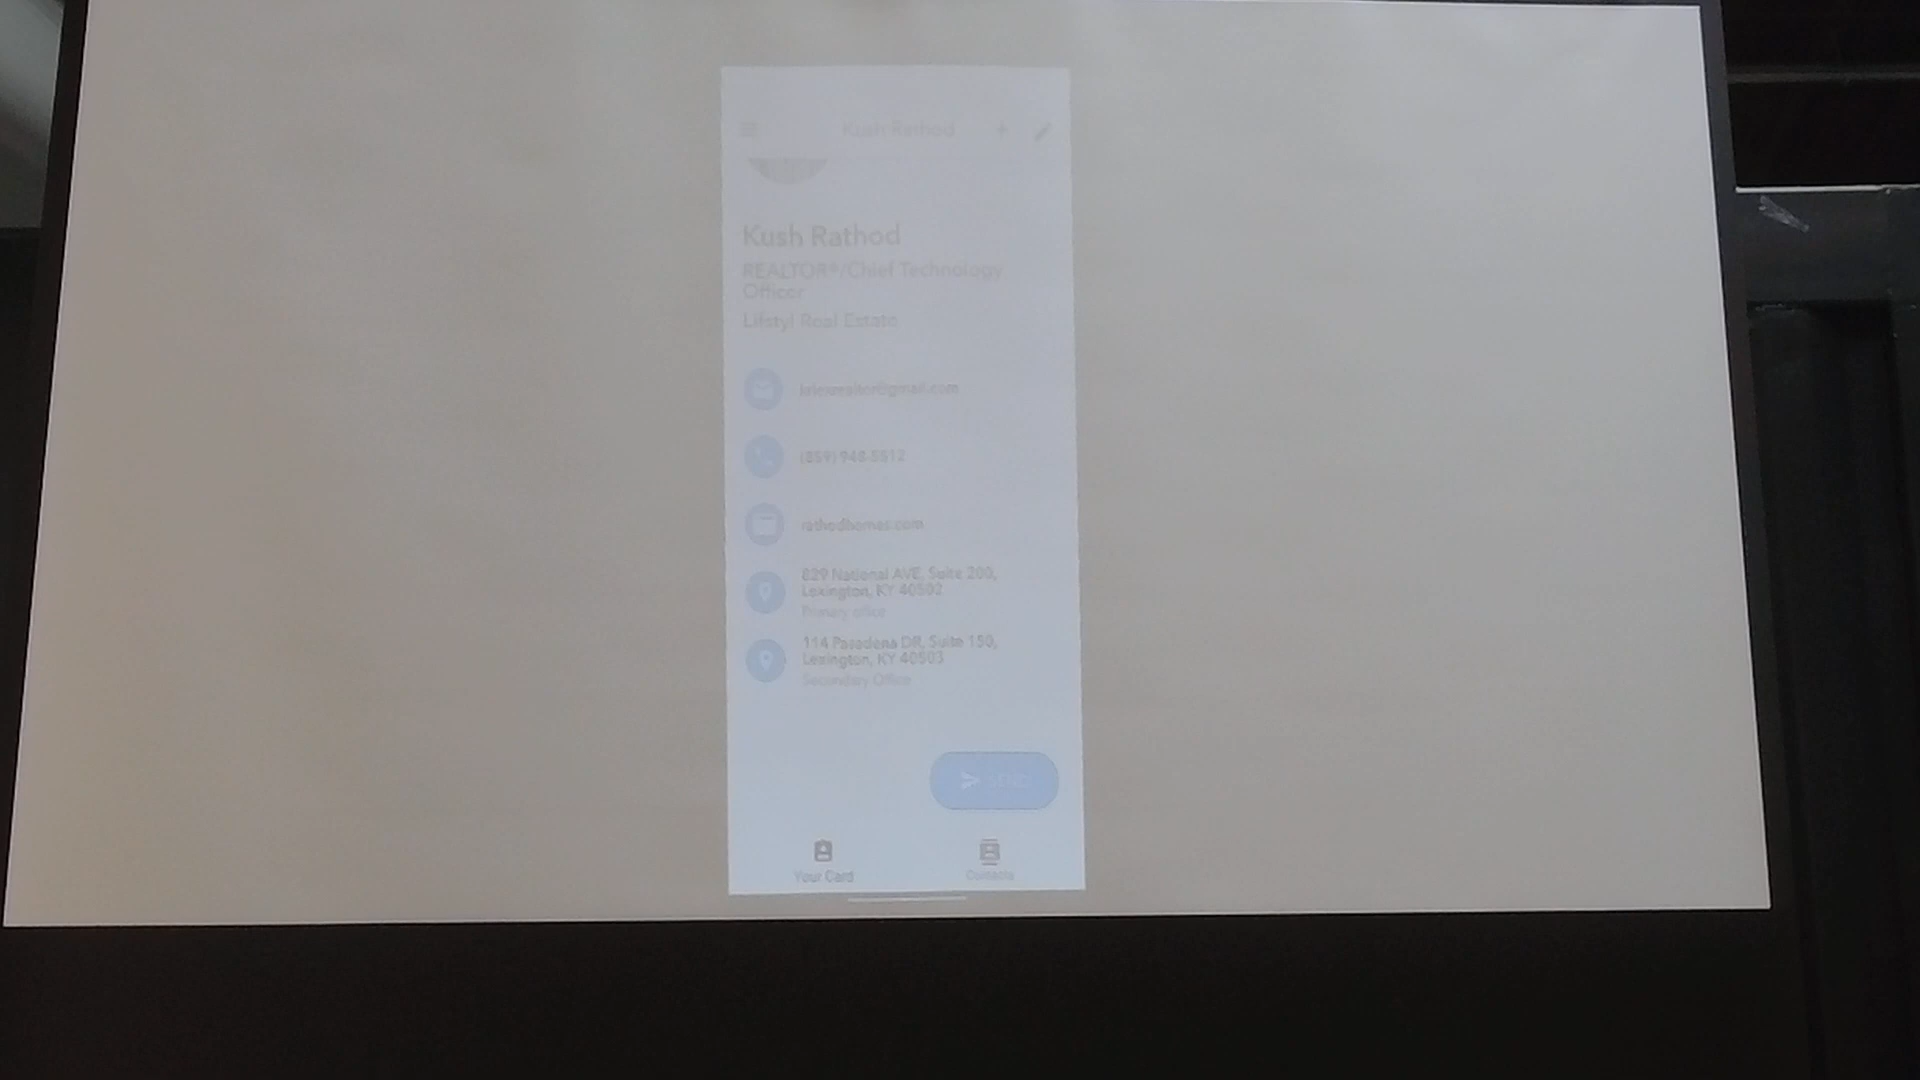 Kush Rathod
Kush Rathod
REALTOR®/Chief Technology
Officer
Lifstyl Real Estate
(859) 948-5512
rathodhomes.com
829 National AVE, Suite 200,
Lexington, KY 40502
Primary office
114 Pasadena DR, Suite 150,
Lexington, KY 40503
Secondary Office
SEND
Your Card
Contacts